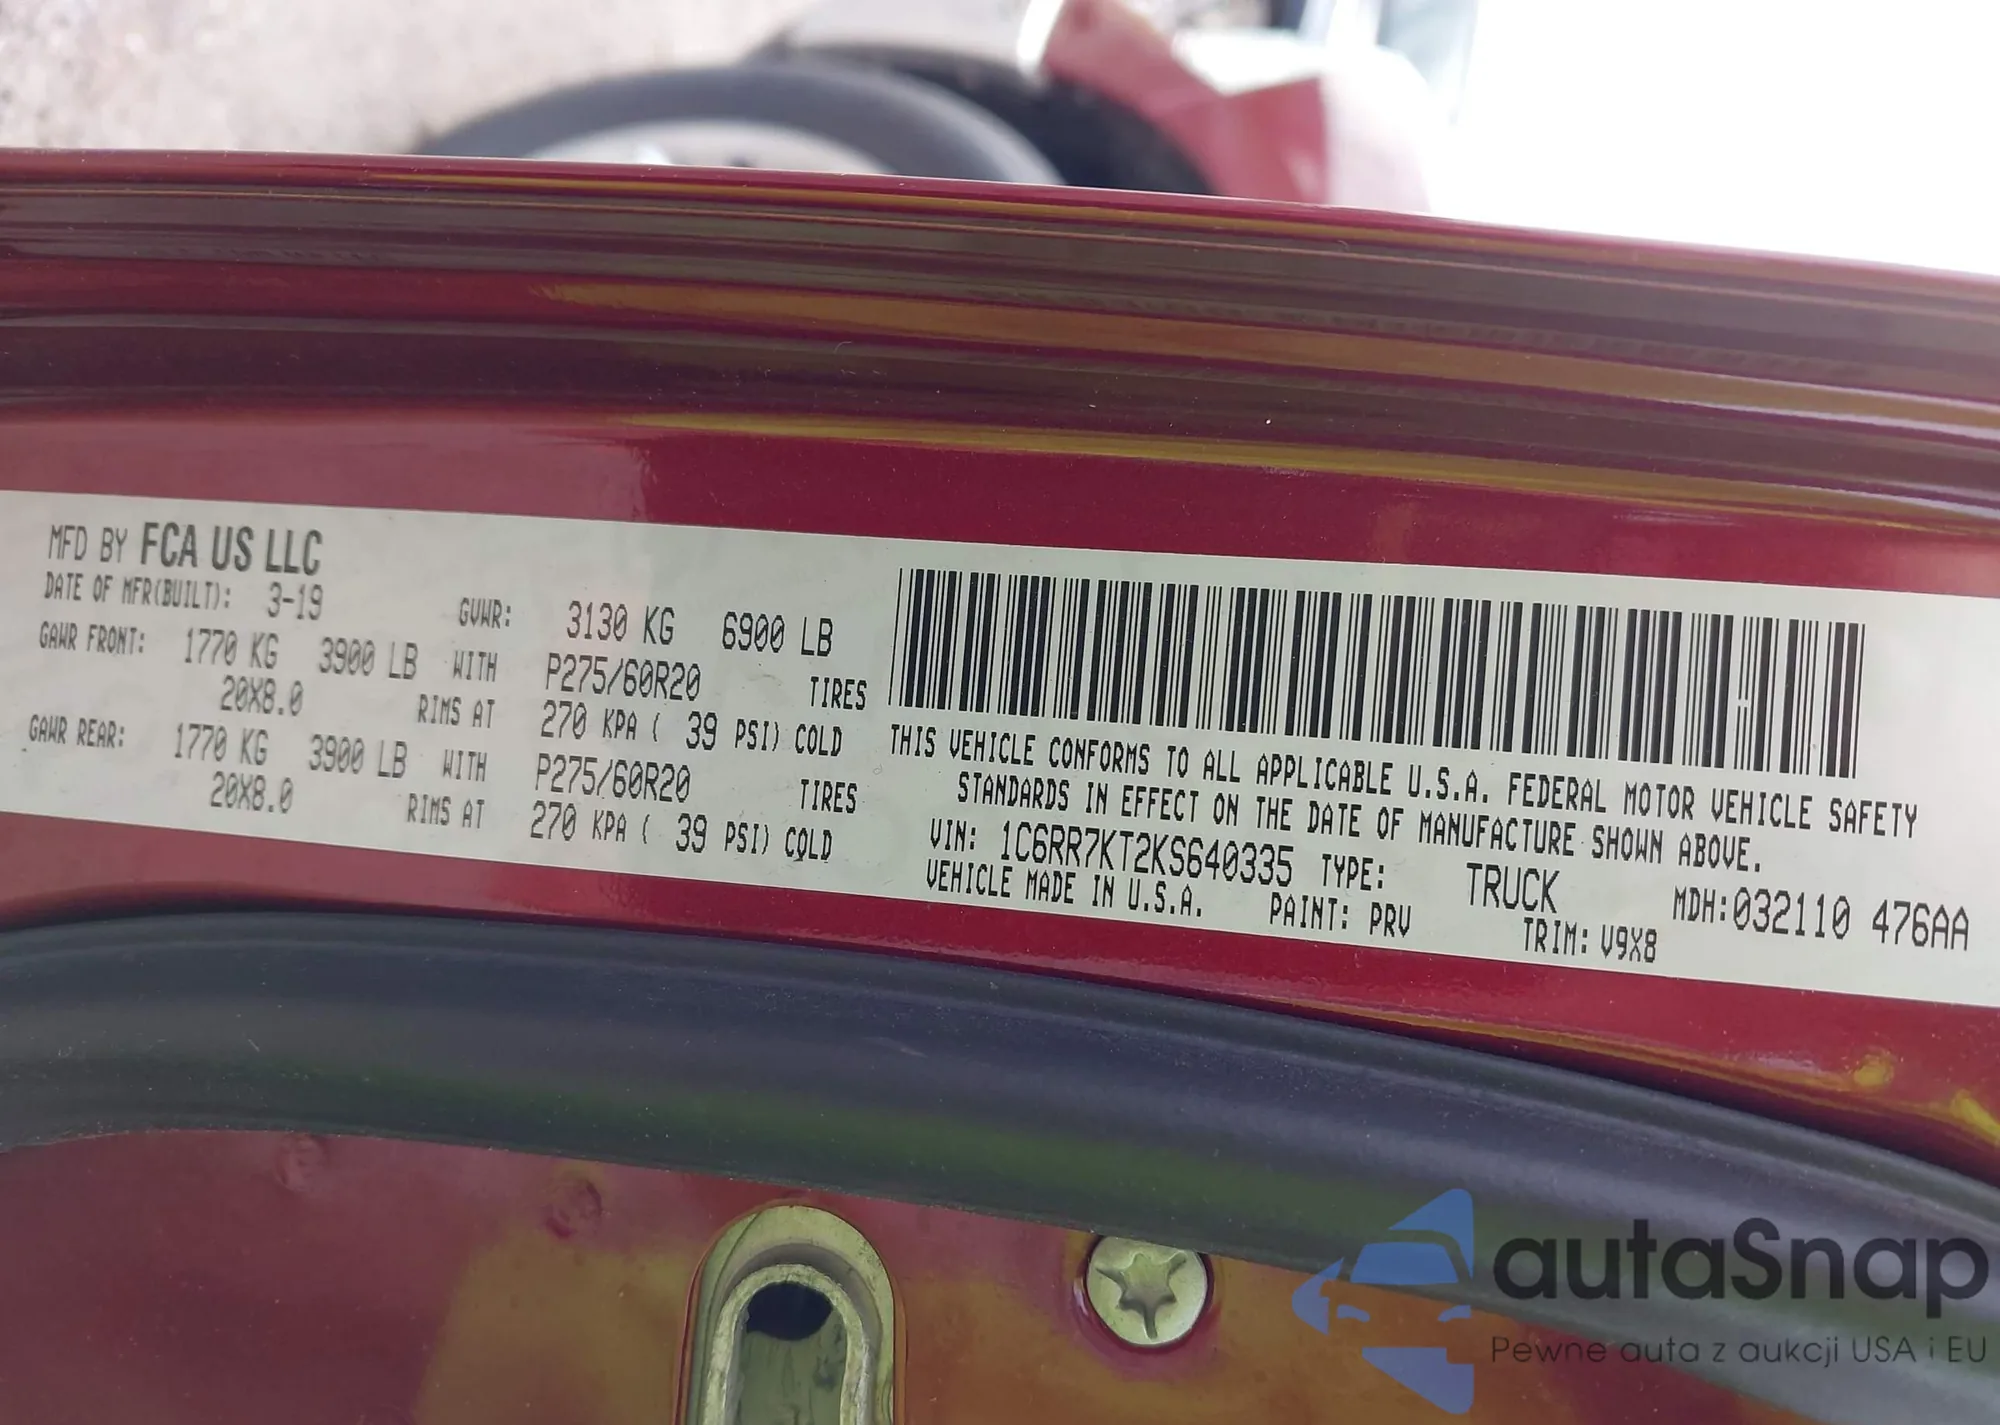 MFD BY FCA US LLC
DATE OF MFR(BUILT): 3-19 GVWR: 3130 KG 6900 LB
GAWR FRONT: 1770 KG 3900 LB WITH P275/60R20 TIRES
20X8.0 RIMS AT 270 KPA ( 39 PSI) COLD
GAWR REAR: 1770 KG 3900 LB WITH P275/60R20 TIRES
20X8.0 RIMS AT 270 KPA ( 39 PSI) COLD
THIS VEHICLE CONFORMS TO ALL APPLICABLE U.S.A. FEDERAL MOTOR VEHICLE SAFETY
STANDARDS IN EFFECT ON THE DATE OF MANUFACTURE SHOWN ABOVE.
VIN: 1C6RR7KT2KS640335 TYPE: TRUCK MDH:032110 476AA
VEHICLE MADE IN U.S.A. PAINT: PRV TRIM: V9X8
autaSnap
Pewne auta z aukcji USA i EU